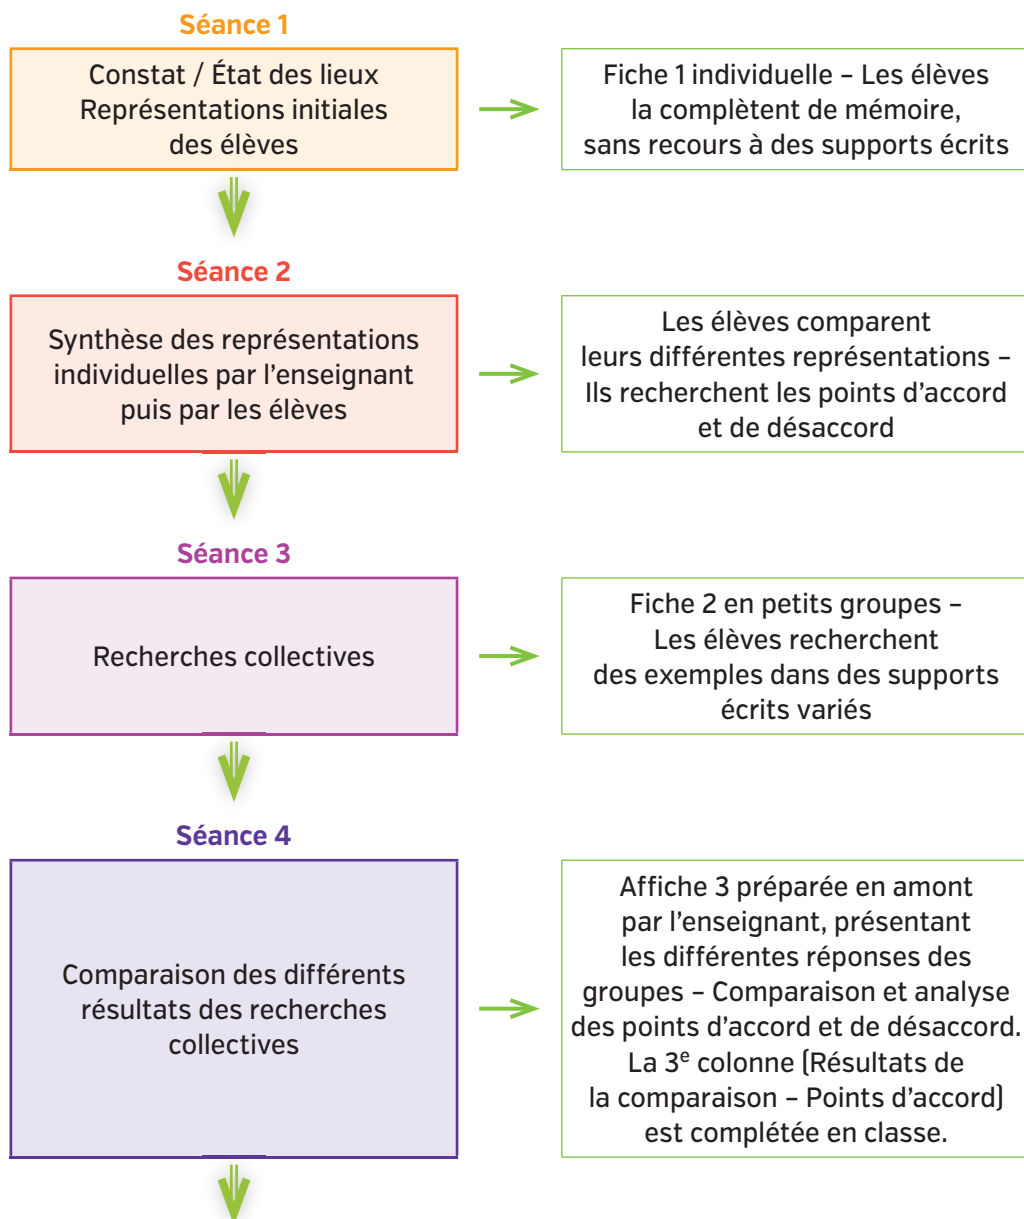 Séance 1
Constat / État des lieux
Représentations initiales
des élèves
Fiche 1 individuelle – Les élèves
la complètent de mémoire,
sans recours à des supports écrits
Séance 2
Synthèse des représentations
individuelles par l’enseignant
puis par les élèves
Les élèves comparent
leurs différentes représentations –
Ils recherchent les points d’accord
et de désaccord
Séance 3
Recherches collectives
Fiche 2 en petits groupes –
Les élèves recherchent
des exemples dans des supports
écrits variés
Séance 4
Comparaison des différents
résultats des recherches
collectives
Affiche 3 préparée en amont
par l’enseignant, présentant
les différentes réponses des
groupes – Comparaison et analyse
des points d’accord et de désaccord.
La 3e colonne (Résultats de
la comparaison – Points d’accord)
est complétée en classe.